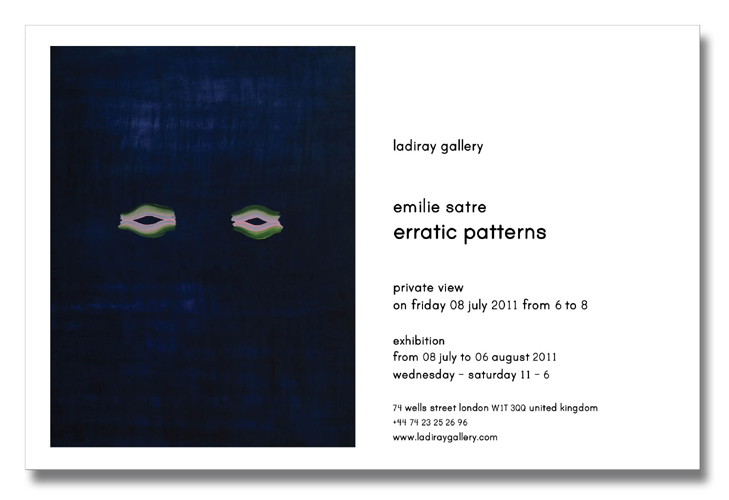 ladiray gallery
emilie satre
erratic patterns
private view
on friday 08 july 2011 from 6 to 8
exhibition
from 08 july to 06 august 2011
wednesday - saturday 11 - 6
74 wells street london W1T 3QQ united kingdom
+44 74 23 25 26 96
www.ladiraygallery.com